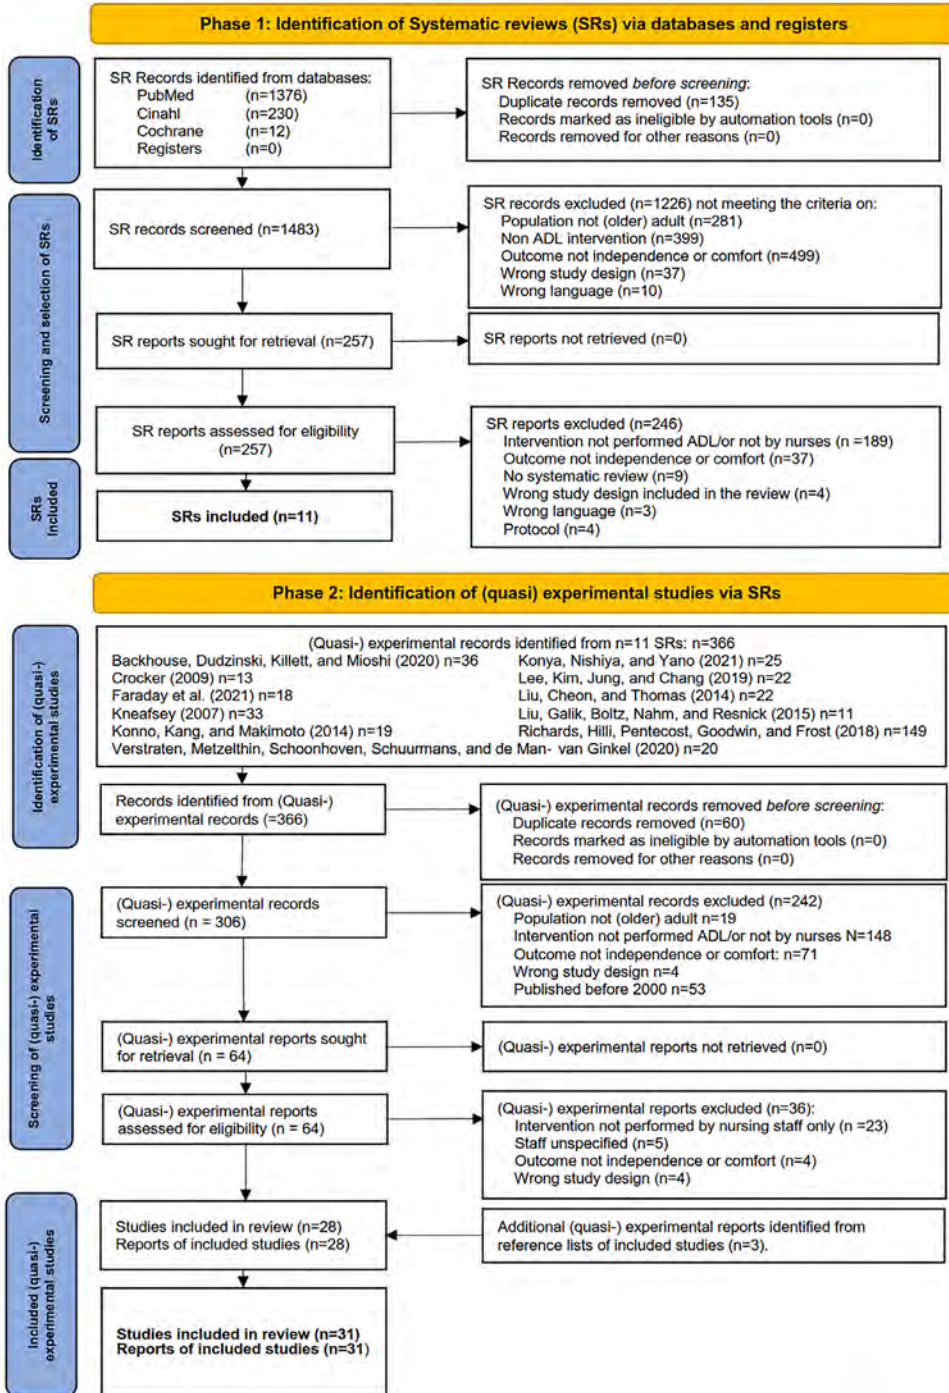 Phase 1: Identification of Systematic reviews (SRs) via databases and registers
Identification
of SRs
SR Records identified from databases:
PubMed (n=1376)
Cinahl (n=230)
Cochrane (n=12)
Registers (n=0)
SR Records removed before screening:
Duplicate records removed (n=135)
Records marked as ineligible by automation tools (n=0)
Records removed for other reasons (n=0)
Screening and selection of SRs
SR records screened (n=1483)
SR records excluded (n=1226) not meeting the criteria on:
Population not (older) adult (n=281)
Non ADL intervention (n=399)
Outcome not independence or comfort (n=499)
Wrong study design (n=37)
Wrong language (n=10)
SR reports sought for retrieval (n=257)
SR reports not retrieved (n=0)
SR reports assessed for eligibility
(n=257)
SR reports excluded (n=246)
Intervention not performed ADL/or not by nurses (n =189)
Outcome not independence or comfort (n=37)
No systematic review (n=9)
Wrong study design included in the review (n=4)
Wrong language (n=3)
Protocol (n=4)
SRs
Included
SRs included (n=11)
Phase 2: Identification of (quasi) experimental studies via SRs
Identification of (quasi-)
experimental studies
(Quasi-) experimental records identified from n=11 SRs: n=366
Backhouse, Dudzinski, Killett, and Mioshi (2020) n=36 Konya, Nishiya, and Yano (2021) n=25
Crocker (2009) n=13 Lee, Kim, Jung, and Chang (2019) n=22
Faraday et al. (2021) n=18 Liu, Cheon, and Thomas (2014) n=22
Kneafsey (2007) n=33 Liu, Galik, Boltz, Nahm, and Resnick (2015) n=11
Konno, Kang, and Makimoto (2014) n=19 Richards, Hilli, Pentecost, Goodwin, and Frost (2018) n=149
Verstraten, Metzelthin, Schoonhoven, Schuurmans, and de Man- van Ginkel (2020) n=20
Records identified from (Quasi-)
experimental records (=366)
(Quasi-) experimental records removed before screening:
Duplicate records removed (n=60)
Records marked as ineligible by automation tools (n=0)
Records removed for other reasons (n=0)
Screening of (quasi-) experimental
studies
(Quasi-) experimental records
screened (n = 306)
(Quasi-) experimental records excluded (n=242)
Population not (older) adult n=19
Intervention not performed ADL/or not by nurses N=148
Outcome not independence or comfort: n=71
Wrong study design n=4
Published before 2000 n=53
(Quasi-) experimental reports sought
for retrieval (n = 64)
(Quasi-) experimental reports not retrieved (n=0)
(Quasi-) experimental reports
assessed for eligibility (n = 64)
(Quasi-) experimental reports excluded (n=36):
Intervention not performed by nursing staff only (n =23)
Staff unspecified (n=5)
Outcome not independence or comfort (n=4)
Wrong study design (n=4)
Included (quasi-)
experimental studies
Studies included in review (n=28)
Reports of included studies (n=28)
Additional (quasi-) experimental reports identified from
reference lists of included studies (n=3).
Studies included in review (n=31)
Reports of included studies (n=31)